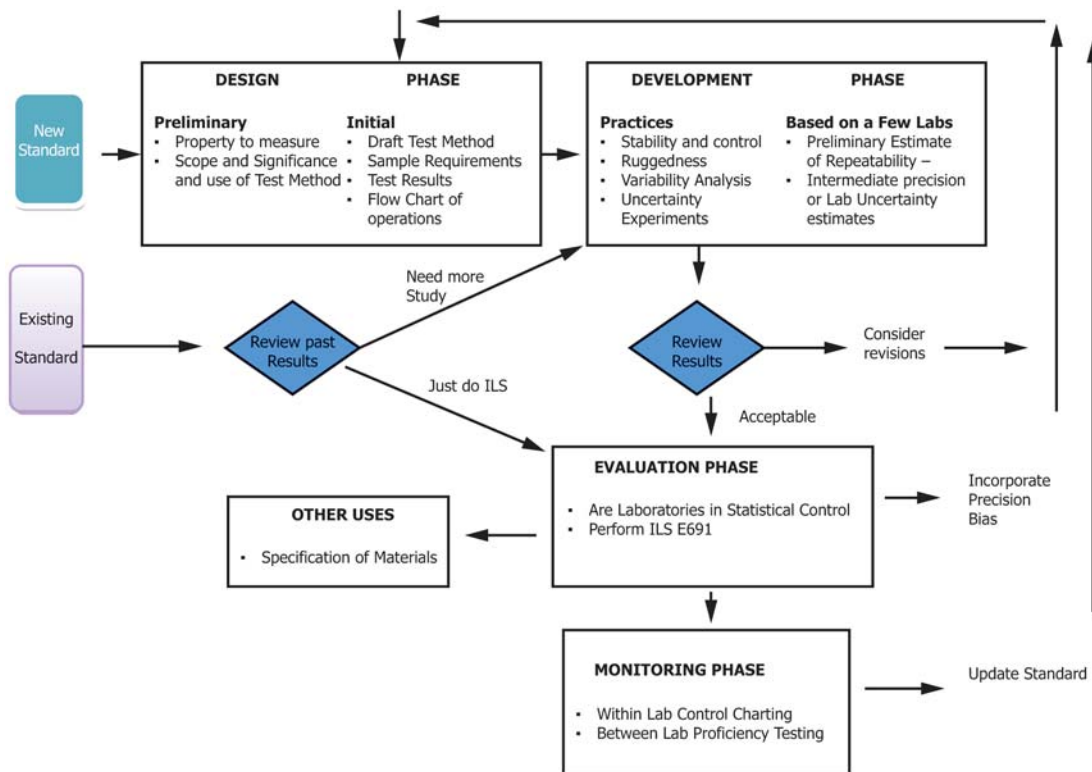 DESIGN PHASE
Preliminary
▪ Property to measure
▪ Scope and Significance
and use of Test Method
Initial
▪ Draft Test Method
▪ Sample Requirements
▪ Test Results
▪ Flow Chart of
operations
DEVELOPMENT PHASE
Practices
▪ Stability and control
▪ Ruggedness
▪ Variability Analysis
▪ Uncertainty
Experiments
Based on a Few Labs
▪ Preliminary Estimate
of Repeatability –
▪ Intermediate precision
or Lab Uncertainty
estimates
New
Standard
Need more
Study
Existing
Standard
Review past
Results
Review
Results
Consider
revisions
Just do ILS
Acceptable
EVALUATION PHASE
▪ Are Laboratories in Statistical Control
▪ Perform ILS E691
Incorporate
Precision
Bias
OTHER USES
▪ Specification of Materials
MONITORING PHASE
▪ Within Lab Control Charting
▪ Between Lab Proficiency Testing
Update Standard